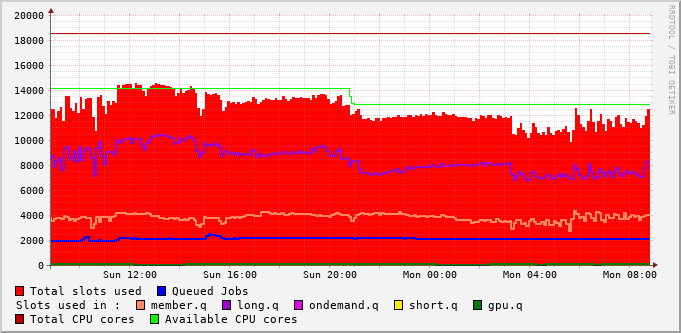 RRDTOOL / TOBI OETIKER
20000
18000
16000
14000
12000
10000
8000
6000
4000
2000
0
Sun 12:00 Sun 16:00 Sun 20:00 Mon 00:00 Mon 04:00 Mon 08:00
Total slots used Queued Jobs
Slots used in : member.q long.q ondemand.q short.q gpu.q
Total CPU cores Available CPU cores